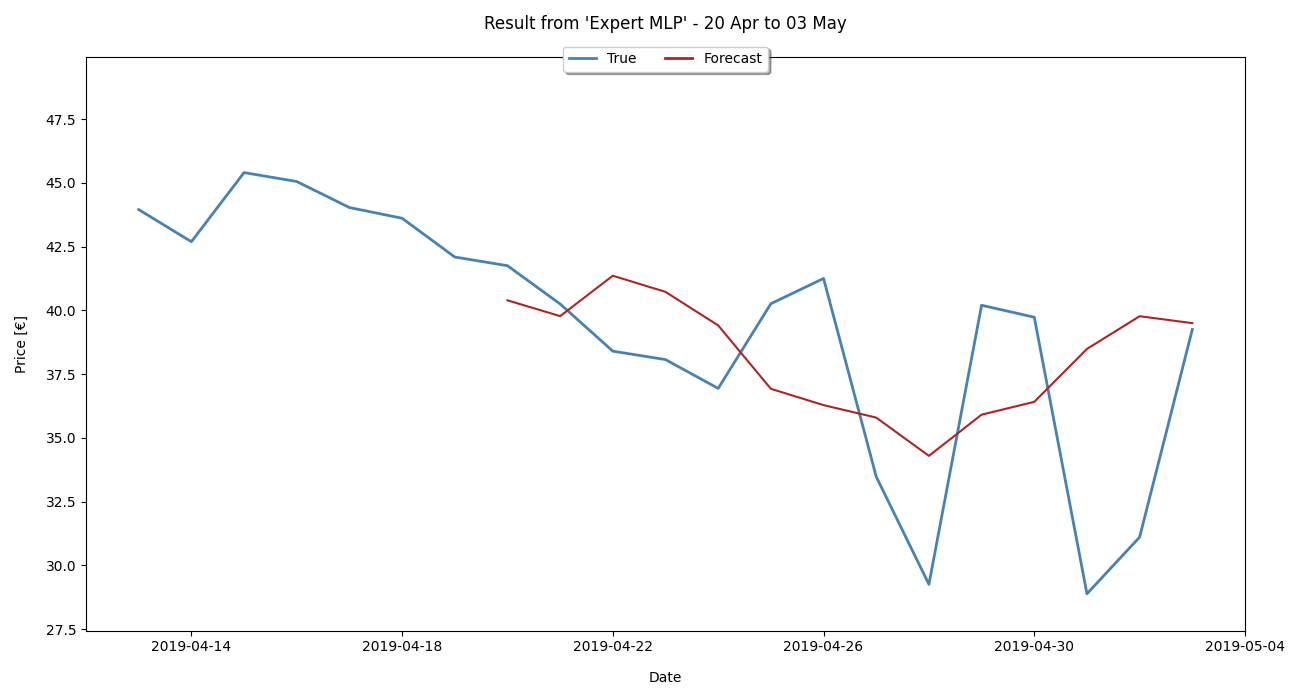 Result from 'Expert MLP' - 20 Apr to 03 May
True Forecast
47.5
45.0
42.5
40.0
37.5
35.0
32.5
30.0
27.5
Price [€]
2019-04-14 2019-04-18 2019-04-22 2019-04-26 2019-04-30 2019-05-04
Date